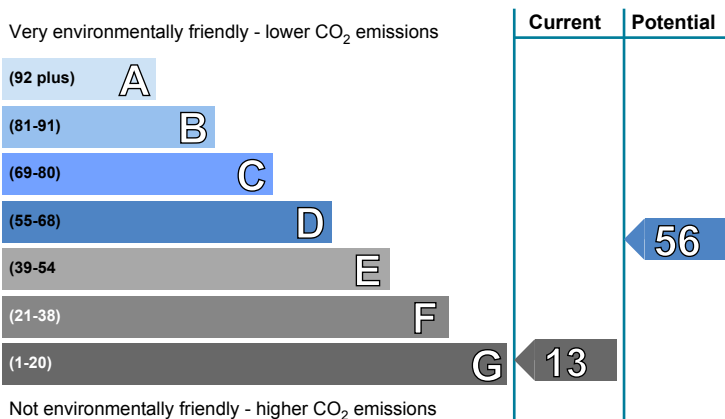 Current Potential
Very environmentally friendly - lower CO2 emissions
(92 plus) A
(81-91) B
(69-80) C
(55-68) D
56
(39-54 E
(21-38) F
(1-20) G 13
Not environmentally friendly - higher CO2 emissions